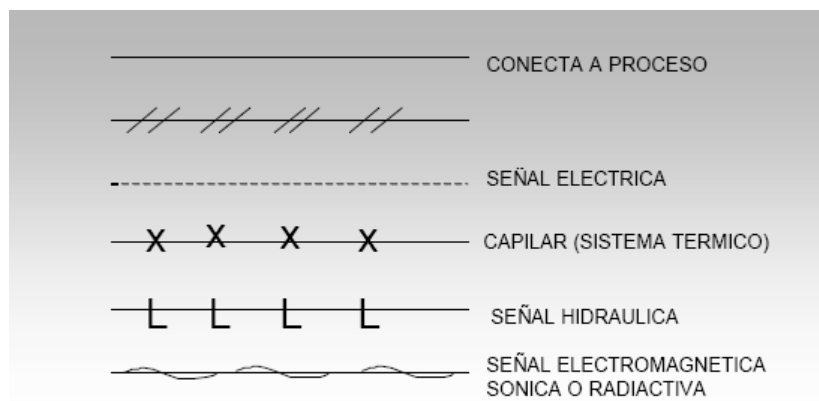 CONECTA A PROCESO
SEÑAL ELECTRICA
X X X X
CAPILAR (SISTEMA TERMICO)
L L L L
SEÑAL HIDRAULICA
SEÑAL ELECTROMAGNETICA
SONICA O RADIACTIVA